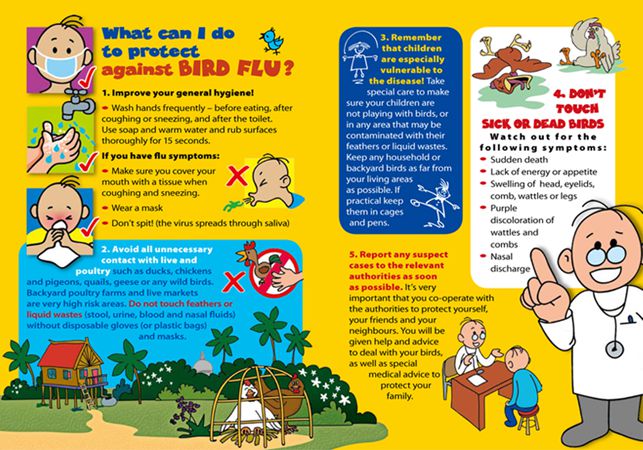 What can I do
to protect
against BIRD FLU?
1. Improve your general hygiene!
• Wash hands frequently – before eating, after
coughing or sneezing, and after the toilet.
Use soap and warm water and rub surfaces
thoroughly for 15 seconds.
If you have flu symptoms:
• Make sure you cover your
mouth with a tissue when
coughing and sneezing.
• Wear a mask
• Don't spit! (the virus spreads through saliva)
2. Avoid all unnecessary
contact with live and
poultry such as ducks, chickens
and pigeons, quails, geese or any wild birds.
Backyard poultry farms and live markets
are very high risk areas. Do not touch feathers or
liquid wastes (stool, urine, blood and nasal fluids)
without disposable gloves (or plastic bags)
and masks.
3. Remember
that children
are especially
vulnerable to
the disease! Take
special care to make
sure your children are
not playing with birds, or
in any area that may be
contaminated with their
feathers or liquid wastes.
Keep any household or
backyard birds as far from
your living areas
as possible. If
practical keep
them in cages
and pens.
4. DON'T
TOUCH
SICK OR DEAD BIRDS
Watch out for the
following symptoms:
• Sudden death
• Lack of energy or appetite
• Swelling of head, eyelids,
comb, wattles or legs
• Purple
discoloration of
wattles and
combs
• Nasal
discharge
5. Report any suspect
cases to the relevant
authorities as soon
as possible. It's very
important that you co-operate with
the authorities to protect yourself,
your friends and your
neighbours. You will be
given help and advice
to deal with your birds,
as well as special
medical advice to
protect your
family.